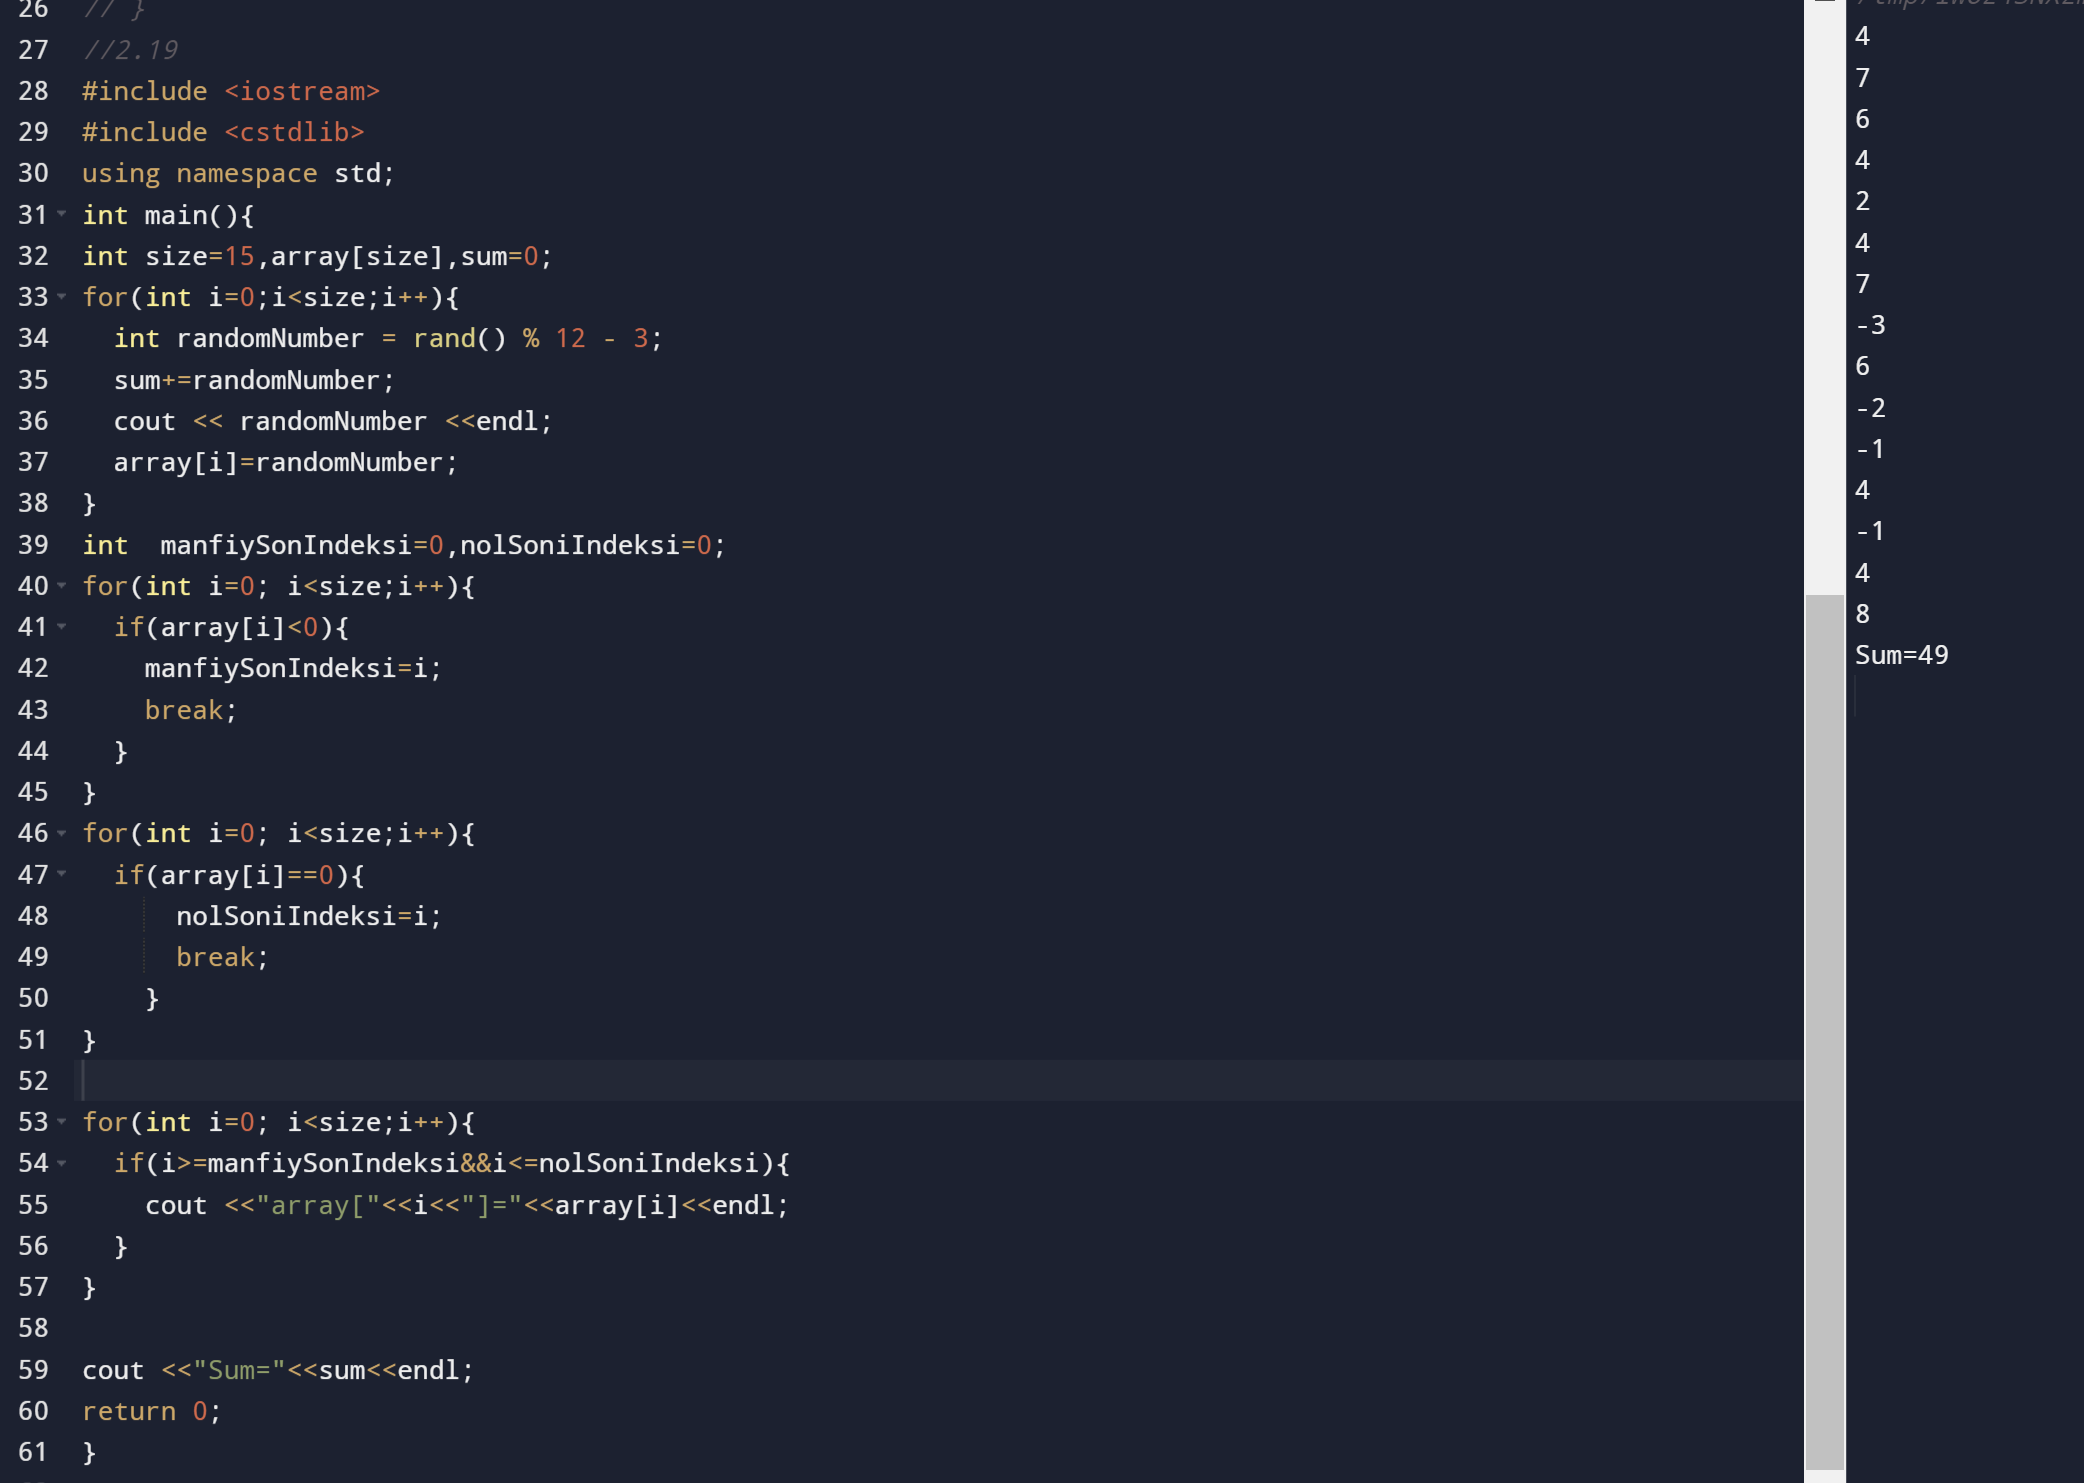 26 // }
27 //2.19
28 #include <iostream>
29 #include <cstdlib>
30 using namespace std;
31 int main(){
32 int size=15,array[size],sum=0;
33 for(int i=0;i<size;i++){
34   int randomNumber = rand() % 12 - 3;
35   sum+=randomNumber;
36   cout << randomNumber <<endl;
37   array[i]=randomNumber;
38 }
39 int  manfiySonIndeksi=0,nolSoniIndeksi=0;
40 for(int i=0; i<size;i++){
41   if(array[i]<0){
42     manfiySonIndeksi=i;
43     break;
44   }
45 }
46 for(int i=0; i<size;i++){
47   if(array[i]==0){
48       nolSoniIndeksi=i;
49       break;
50     }
51 }
52
53 for(int i=0; i<size;i++){
54   if(i>=manfiySonIndeksi&&i<=nolSoniIndeksi){
55     cout <<"array["<<i<<"]="<<array[i]<<endl;
56   }
57 }
58
59 cout <<"Sum="<<sum<<endl;
60 return 0;
61 }
4
7
6
4
2
4
7
-3
6
-2
-1
4
-1
4
8
Sum=49